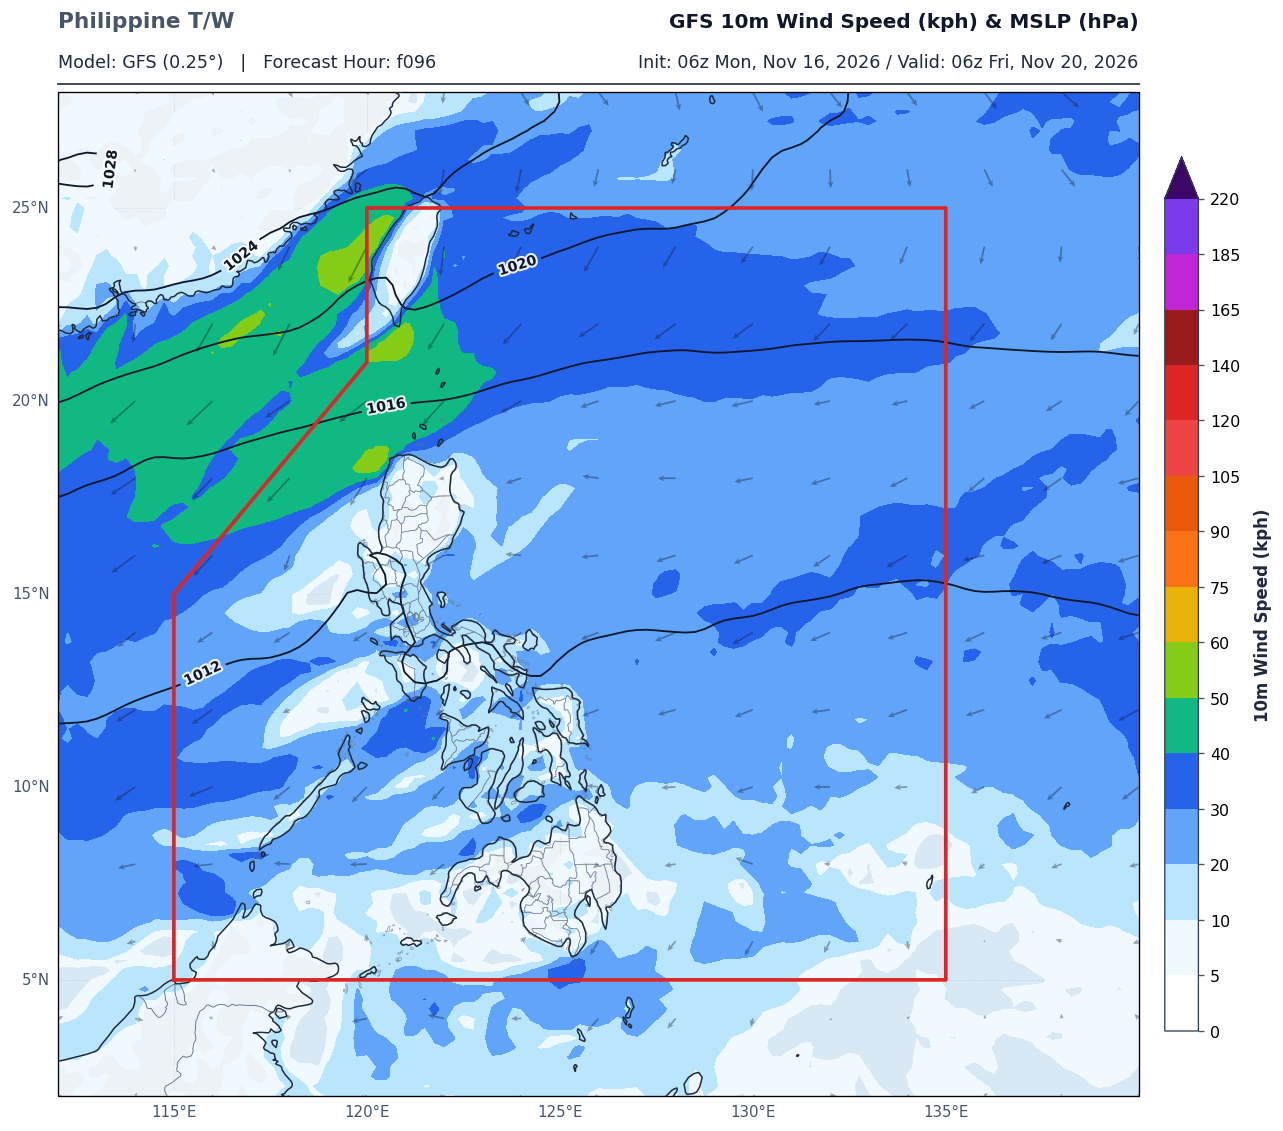 Philippine T/W
GFS 10m Wind Speed (kph) & MSLP (hPa)
Model: GFS (0.25°)   |   Forecast Hour: f096
Init: 06z Mon, Nov 16, 2026 / Valid: 06z Fri, Nov 20, 2026
1028
1024
1020
1016
1012
25°N
20°N
15°N
10°N
5°N
115°E
120°E
125°E
130°E
135°E
220
185
165
140
120
105
90
75
60
50
40
30
20
10
5
0
10m Wind Speed (kph)